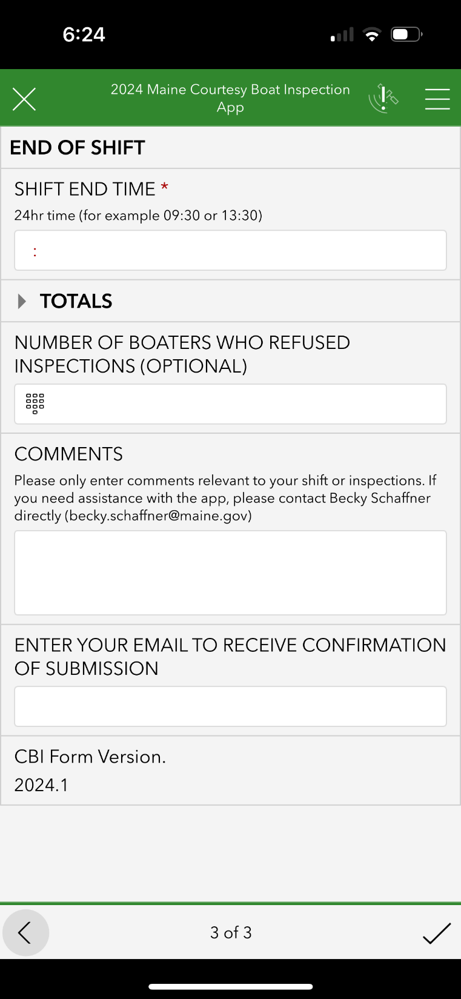 6:24
2024 Maine Courtesy Boat Inspection
App
END OF SHIFT
SHIFT END TIME *
24hr time (for example 09:30 or 13:30)
:
TOTALS
NUMBER OF BOATERS WHO REFUSED
INSPECTIONS (OPTIONAL)
COMMENTS
Please only enter comments relevant to your shift or inspections. If
you need assistance with the app, please contact Becky Schaffner
directly (becky.schaffner@maine.gov)
ENTER YOUR EMAIL TO RECEIVE CONFIRMATION
OF SUBMISSION
CBI Form Version.
2024.1
3 of 3